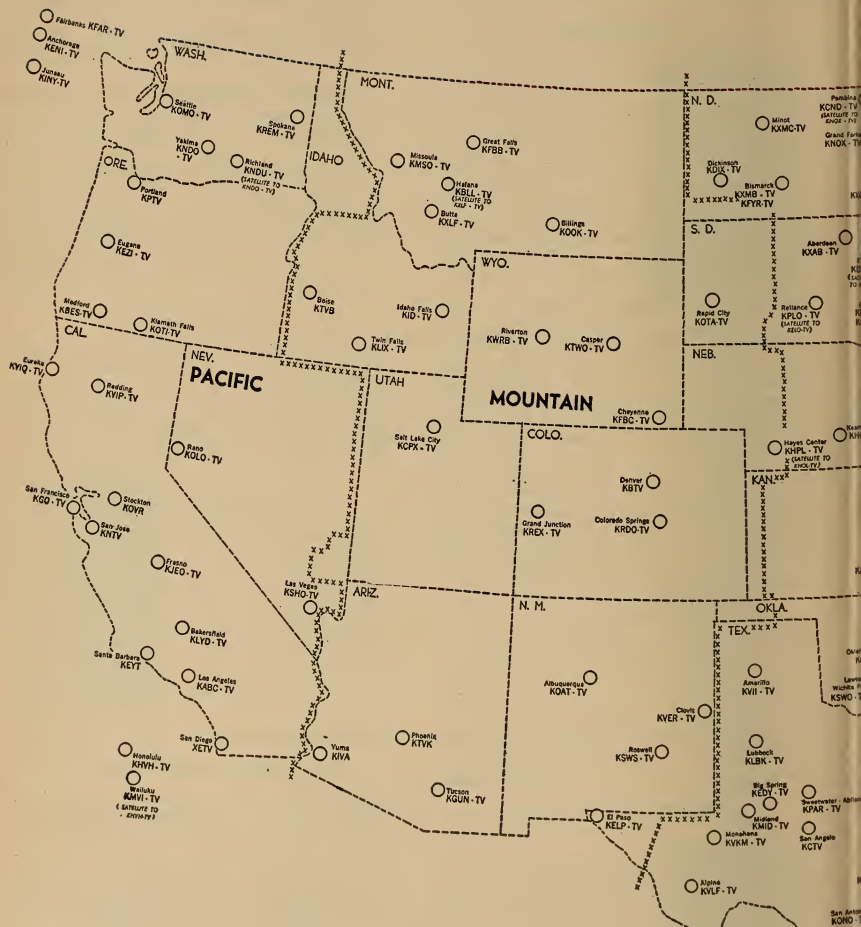 Fairbanks KFAR - TV
Anchorage
KENI - TV
Juneau
KINY-TV
WASH.
Seattle
KOMO - TV
Spokane
KREM - TV
Yakima
KNDO
- TV
Richland
KNDU - TV
(SATELLITE TO
KNDO - TV)
ORE.
Portland
KPTV
Eugene
KEZI - TV
Medford
KBES-TV
Klamath Falls
KOTI - TV
IDAHO
Boise
KTVB
Idaho Falls
KID - TV
Twin Falls
KLIX - TV
MONT.
Great Falls
KFBB - TV
Missoula
KMSO - TV
Helena
KBLL - TV
(SATELLITE TO
KXLF - TV)
Butte
KXLF - TV
Billings
KOOK - TV
N. D.
Pembina
KCND - TV
(SATELLITE TO
KNOX - TV)
Minot
KXMC-TV
Grand Forks
KNOX - TV
Dickinson
KDIX - TV
Bismarck
KXMB - TV
KFYR-TV
S. D.
Aberdeen
KXAB - TV
Rapid City
KOTA-TV
Reliance
KPLO - TV
(SATELLITE TO
KELO-TV)
WYO.
Riverton
KWRB - TV
Casper
KTWO - TV
Cheyenne
KFBC - TV
NEB.
Hayes Center
KHPL - TV
(SATELLITE TO
KHOL-TV)
CAL.
Eureka
KVIQ - TV
Redding
KVIP - TV
San Francisco
KGO - TV
Stockton
KOVR
San Jose
KNTV
Fresno
KJEO - TV
Bakersfield
KLYD - TV
Santa Barbara
KEYT
Los Angeles
KABC - TV
San Diego
XETV
NEV.
PACIFIC
Reno
KOLO - TV
Las Vegas
KSHO-TV
UTAH
MOUNTAIN
Salt Lake City
KCPX - TV
COLO.
Denver
KBTV
Grand Junction
KREX - TV
Colorado Springs
KRDO-TV
KAN.
ARIZ.
Phoenix
KTVK
Yuma
KIVA
Tucson
KGUN - TV
N. M.
Albuquerque
KOAT - TV
Clovis
KVER - TV
Roswell
KSWS - TV
OKLA.
TEX.
Amarillo
KVII - TV
KSWO -
Lubbock
KLBK - TV
Big Spring
KEDY - TV
Midland
KMID - TV
Sweetwater - Abilene
KPAR - TV
San Angelo
KCTV
Monahans
KVKM - TV
El Paso
KELP - TV
Alpine
KVLF - TV
KONO -
Honolulu
KHVH - TV
Wailuku
KMVI - TV
(SATELLITE TO
KHVH-TV)